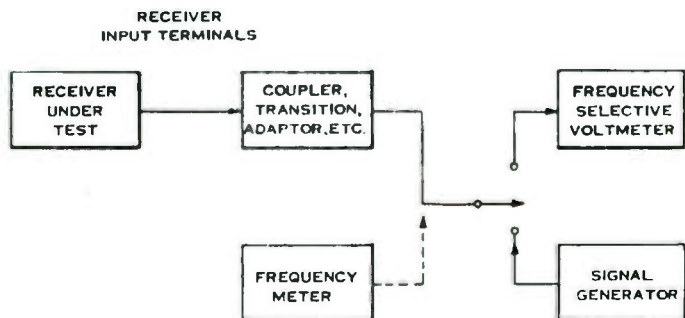 RECEIVER
INPUT TERMINALS
RECEIVER
UNDER
TEST
COUPLER,
TRANSITION,
ADAPTOR,ETC.
FREQUENCY
SELECTIVE
VOLTMETER
FREQUENCY
METER
SIGNAL
GENERATOR